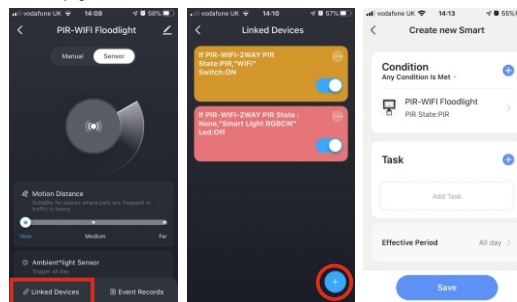 vodafone UK 14:08 58%
PIR-WIFI Floodlight
Manual Sensor
Motion Distance
Suitable for places where pets are frequent or
traffic is heavy
Near Medium Far
Ambient*light Sensor
Trigger all day
Linked Devices Event Records
vodafone UK 14:10 57%
Linked Devices
If PIR-WIFI-2WAY PIR
State:PIR,"WiFi"
Switch:ON
If PIR-WIFI-2WAY PIR State :
None,"Smart Light RGBCW"
Led:Off
+
vodafone UK 14:13 55%
Create new Smart
Condition
Any Condition Is Met
PIR-WIFI Floodlight
PIR State:PIR
Task
Add Task
Effective Period All day
Save